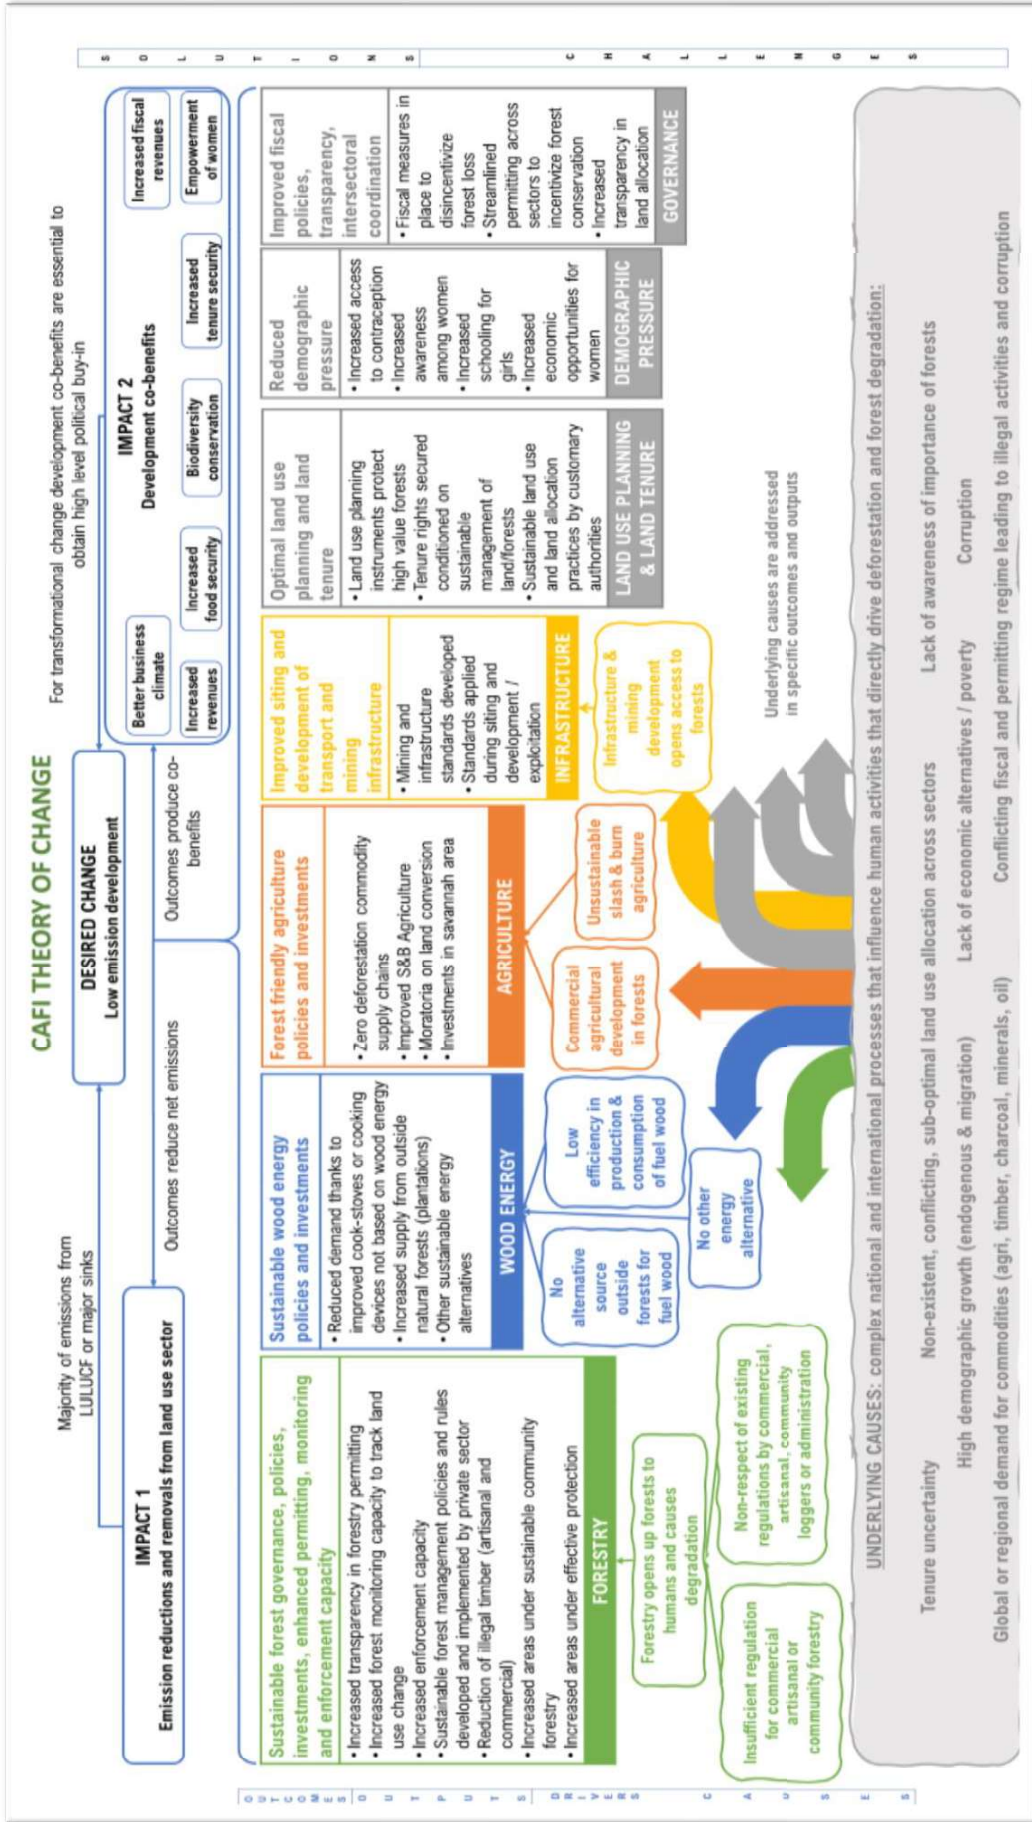 CAFI THEORY OF CHANGE
Majority of emissions from
LULUCF or major sinks
DESIRED CHANGE
Low emission development
For transformational change development co-benefits are essential to
obtain high level political buy-in
IMPACT 1
Emission reductions and removals from land use sector
Outcomes reduce net emissions
Outcomes produce co-
benefits
IMPACT 2
Development co-benefits
Better business
climate
Increased fiscal
revenues
Increased
revenues
Increased
food security
Biodiversity
conservation
Increased
tenure security
Empowerment
of women
OUTCOMES
OUTPUTS
DRIVERS
CAUSES
SOLUTIONS
CHALLENGES
Sustainable forest governance, policies,
investments, enhanced permitting, monitoring
and enforcement capacity
• Increased transparency in forestry permitting
• Increased forest monitoring capacity to track land
use change
• Increased enforcement capacity
• Sustainable forest management policies and rules
developed and implemented by private sector
• Reduction of illegal timber (artisanal and
commercial)
• Increased areas under sustainable community
forestry
• Increased areas under effective protection
FORESTRY
Forestry opens up forests to
humans and causes
degradation
Insufficient regulation
for commercial
artisanal or
community forestry
Non-respect of existing
regulations by commercial,
artisanal, community
loggers or administration
Sustainable wood energy
policies and investments
• Reduced demand thanks to
improved cook-stoves or cooking
devices not based on wood energy
• Increased supply from outside
natural forests (plantations)
• Other sustainable energy
alternatives
WOOD ENERGY
No
alternative
source
outside
forests for
fuel wood
Low
efficiency in
production &
consumption
of fuel wood
No other
energy
alternative
Forest friendly agriculture
policies and investments
• Zero deforestation commodity
supply chains
• Improved S&B Agriculture
• Moratoria on land conversion
• Investments in savannah area
AGRICULTURE
Commercial
agricultural
development
in forests
Unsustainable
slash & burn
agriculture
Improved siting and
development of
transport and
mining
infrastructure
• Mining and
infrastructure
standards developed
• Standards applied
during siting and
development /
exploitation
INFRASTRUCTURE
Infrastructure &
mining
development
opens access to
forests
Optimal land use
planning and land
tenure
• Land use planning
instruments protect
high value forests
• Tenure rights secured
conditioned on
sustainable
management of
land/forests
• Sustainable land use
and land allocation
practices by customary
authorities
LAND USE PLANNING
& LAND TENURE
Reduced
demographic
pressure
• Increased access
to contraception
• Increased
awareness
among women
• Increased
schooling for
girls
• Increased
economic
opportunities for
women
DEMOGRAPHIC
PRESSURE
Improved fiscal
policies,
transparency,
intersectoral
coordination
• Fiscal measures in
place to
disincentivize
forest loss
• Streamlined
permitting across
sectors to
incentivize forest
conservation
• Increased
transparency in
land allocation
GOVERNANCE
Underlying causes are addressed
in specific outcomes and outputs
UNDERLYING CAUSES: complex national and international processes that influence human activities that directly drive deforestation and forest degradation:
Tenure uncertainty Non-existent, conflicting, sub-optimal land use allocation across sectors Lack of awareness of importance of forests
High demographic growth (endogenous & migration) Lack of economic alternatives / poverty Corruption
Global or regional demand for commodities (agri, timber, charcoal, minerals, oil) Conflicting fiscal and permitting regime leading to illegal activities and corruption